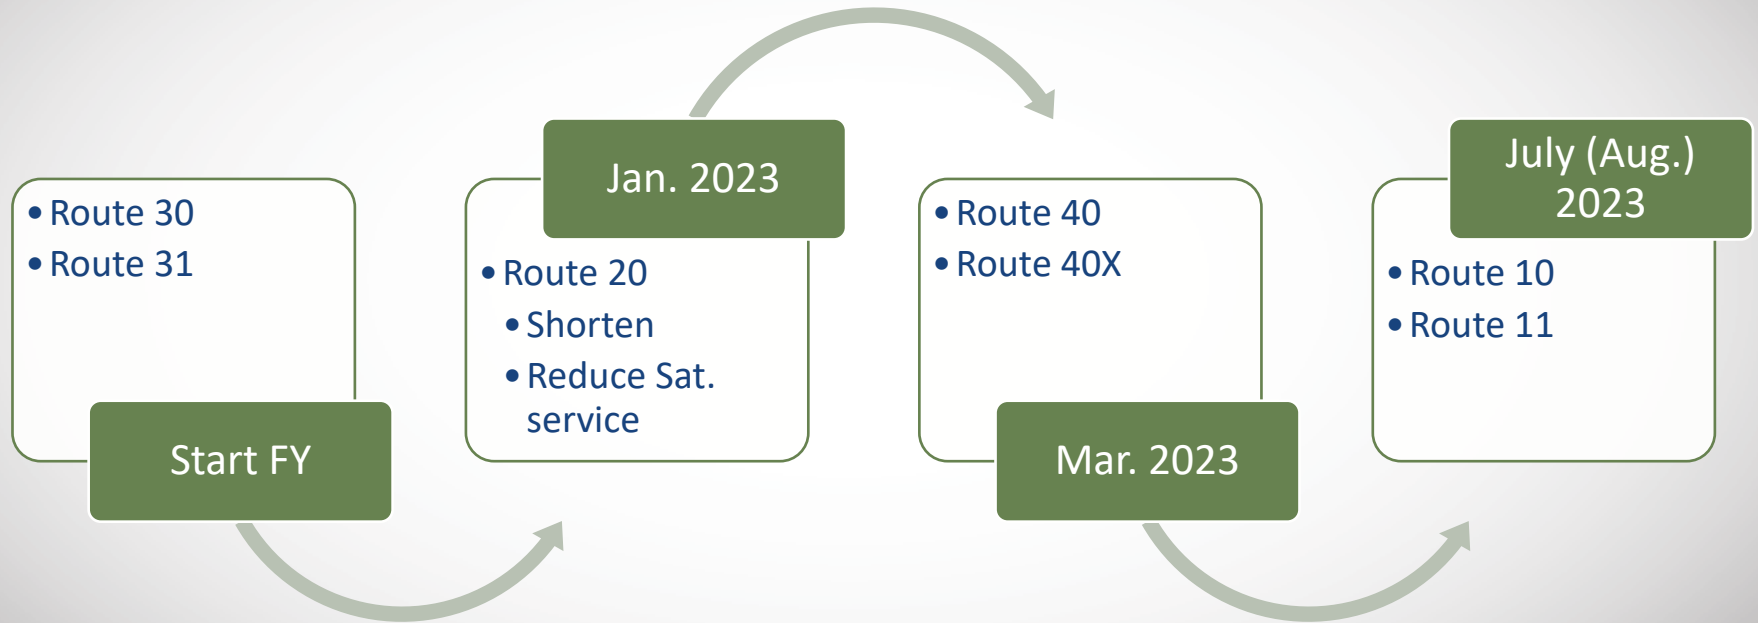 • Route 30
• Route 31
Start FY
Jan. 2023
• Route 20
• Shorten
• Reduce Sat.
service
• Route 40
• Route 40X
Mar. 2023
July (Aug.)
2023
• Route 10
• Route 11